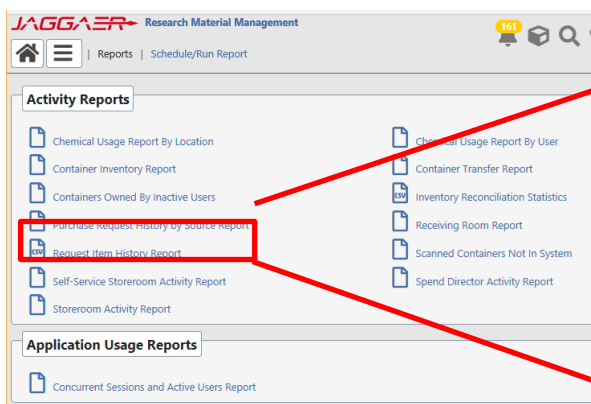 JAGGAER Research Material Management
161
| Reports | Schedule/Run Report
Activity Reports
Chemical Usage Report By Location
Chemical Usage Report By User
Container Inventory Report
Container Transfer Report
Containers Owned By Inactive Users
CSV Inventory Reconciliation Statistics
Purchase Request History by Source Report
Receiving Room Report
CSV Request Item History Report
Scanned Containers Not In System
Self-Service Storeroom Activity Report
Spend Director Activity Report
Storeroom Activity Report
Application Usage Reports
Concurrent Sessions and Active Users Report